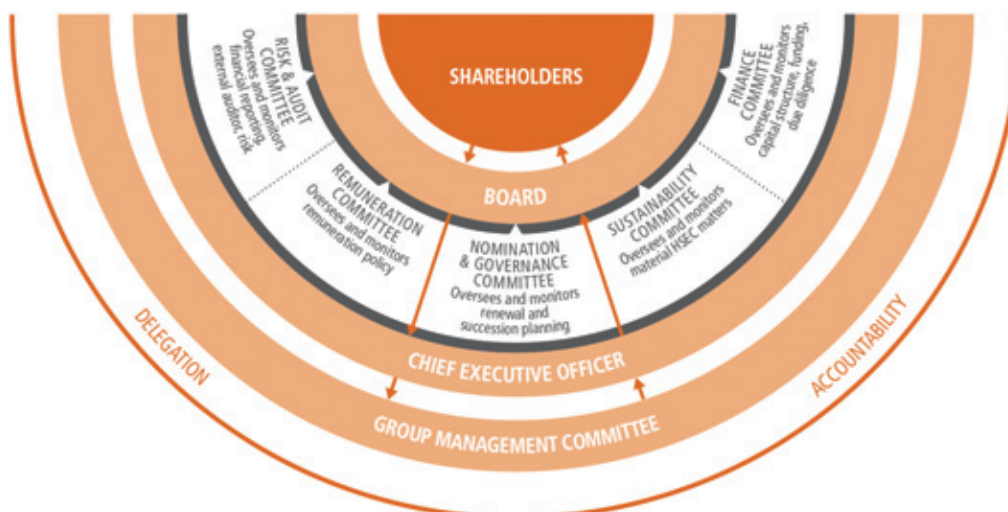 SHAREHOLDERS
BOARD
RISK & AUDIT
COMMITTEE
Oversees and monitors
financial reporting,
external auditor, risk
REMUNERATION
COMMITTEE
Oversees and monitors
remuneration policy
NOMINATION
& GOVERNANCE
COMMITTEE
Oversees and monitors
renewal and
succession planning
SUSTAINABILITY
COMMITTEE
Oversees and monitors
material HSEC matters
FINANCE
COMMITTEE
Oversees and monitors
capital structure, funding,
due diligence
CHIEF EXECUTIVE OFFICER
GROUP MANAGEMENT COMMITTEE
DELEGATION
ACCOUNTABILITY